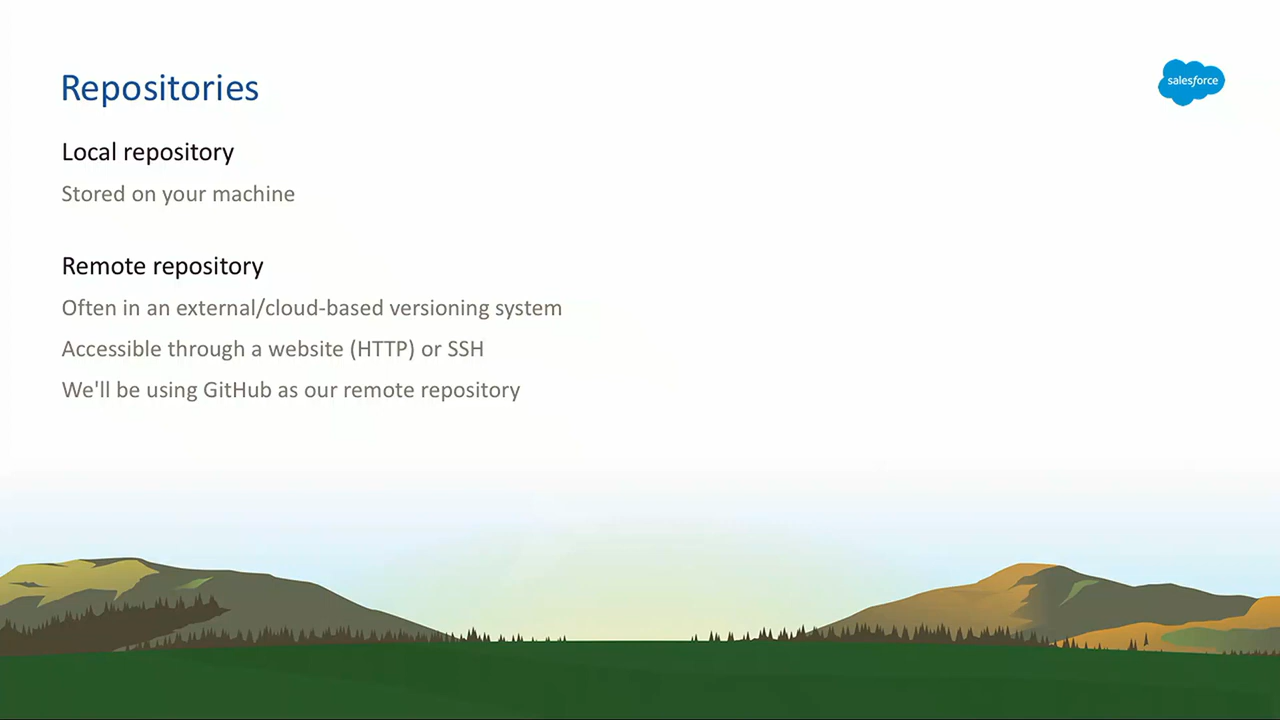 Repositories
salesforce
Local repository
Stored on your machine
Remote repository
Often in an external/cloud-based versioning system
Accessible through a website (HTTP) or SSH
We'll be using GitHub as our remote repository